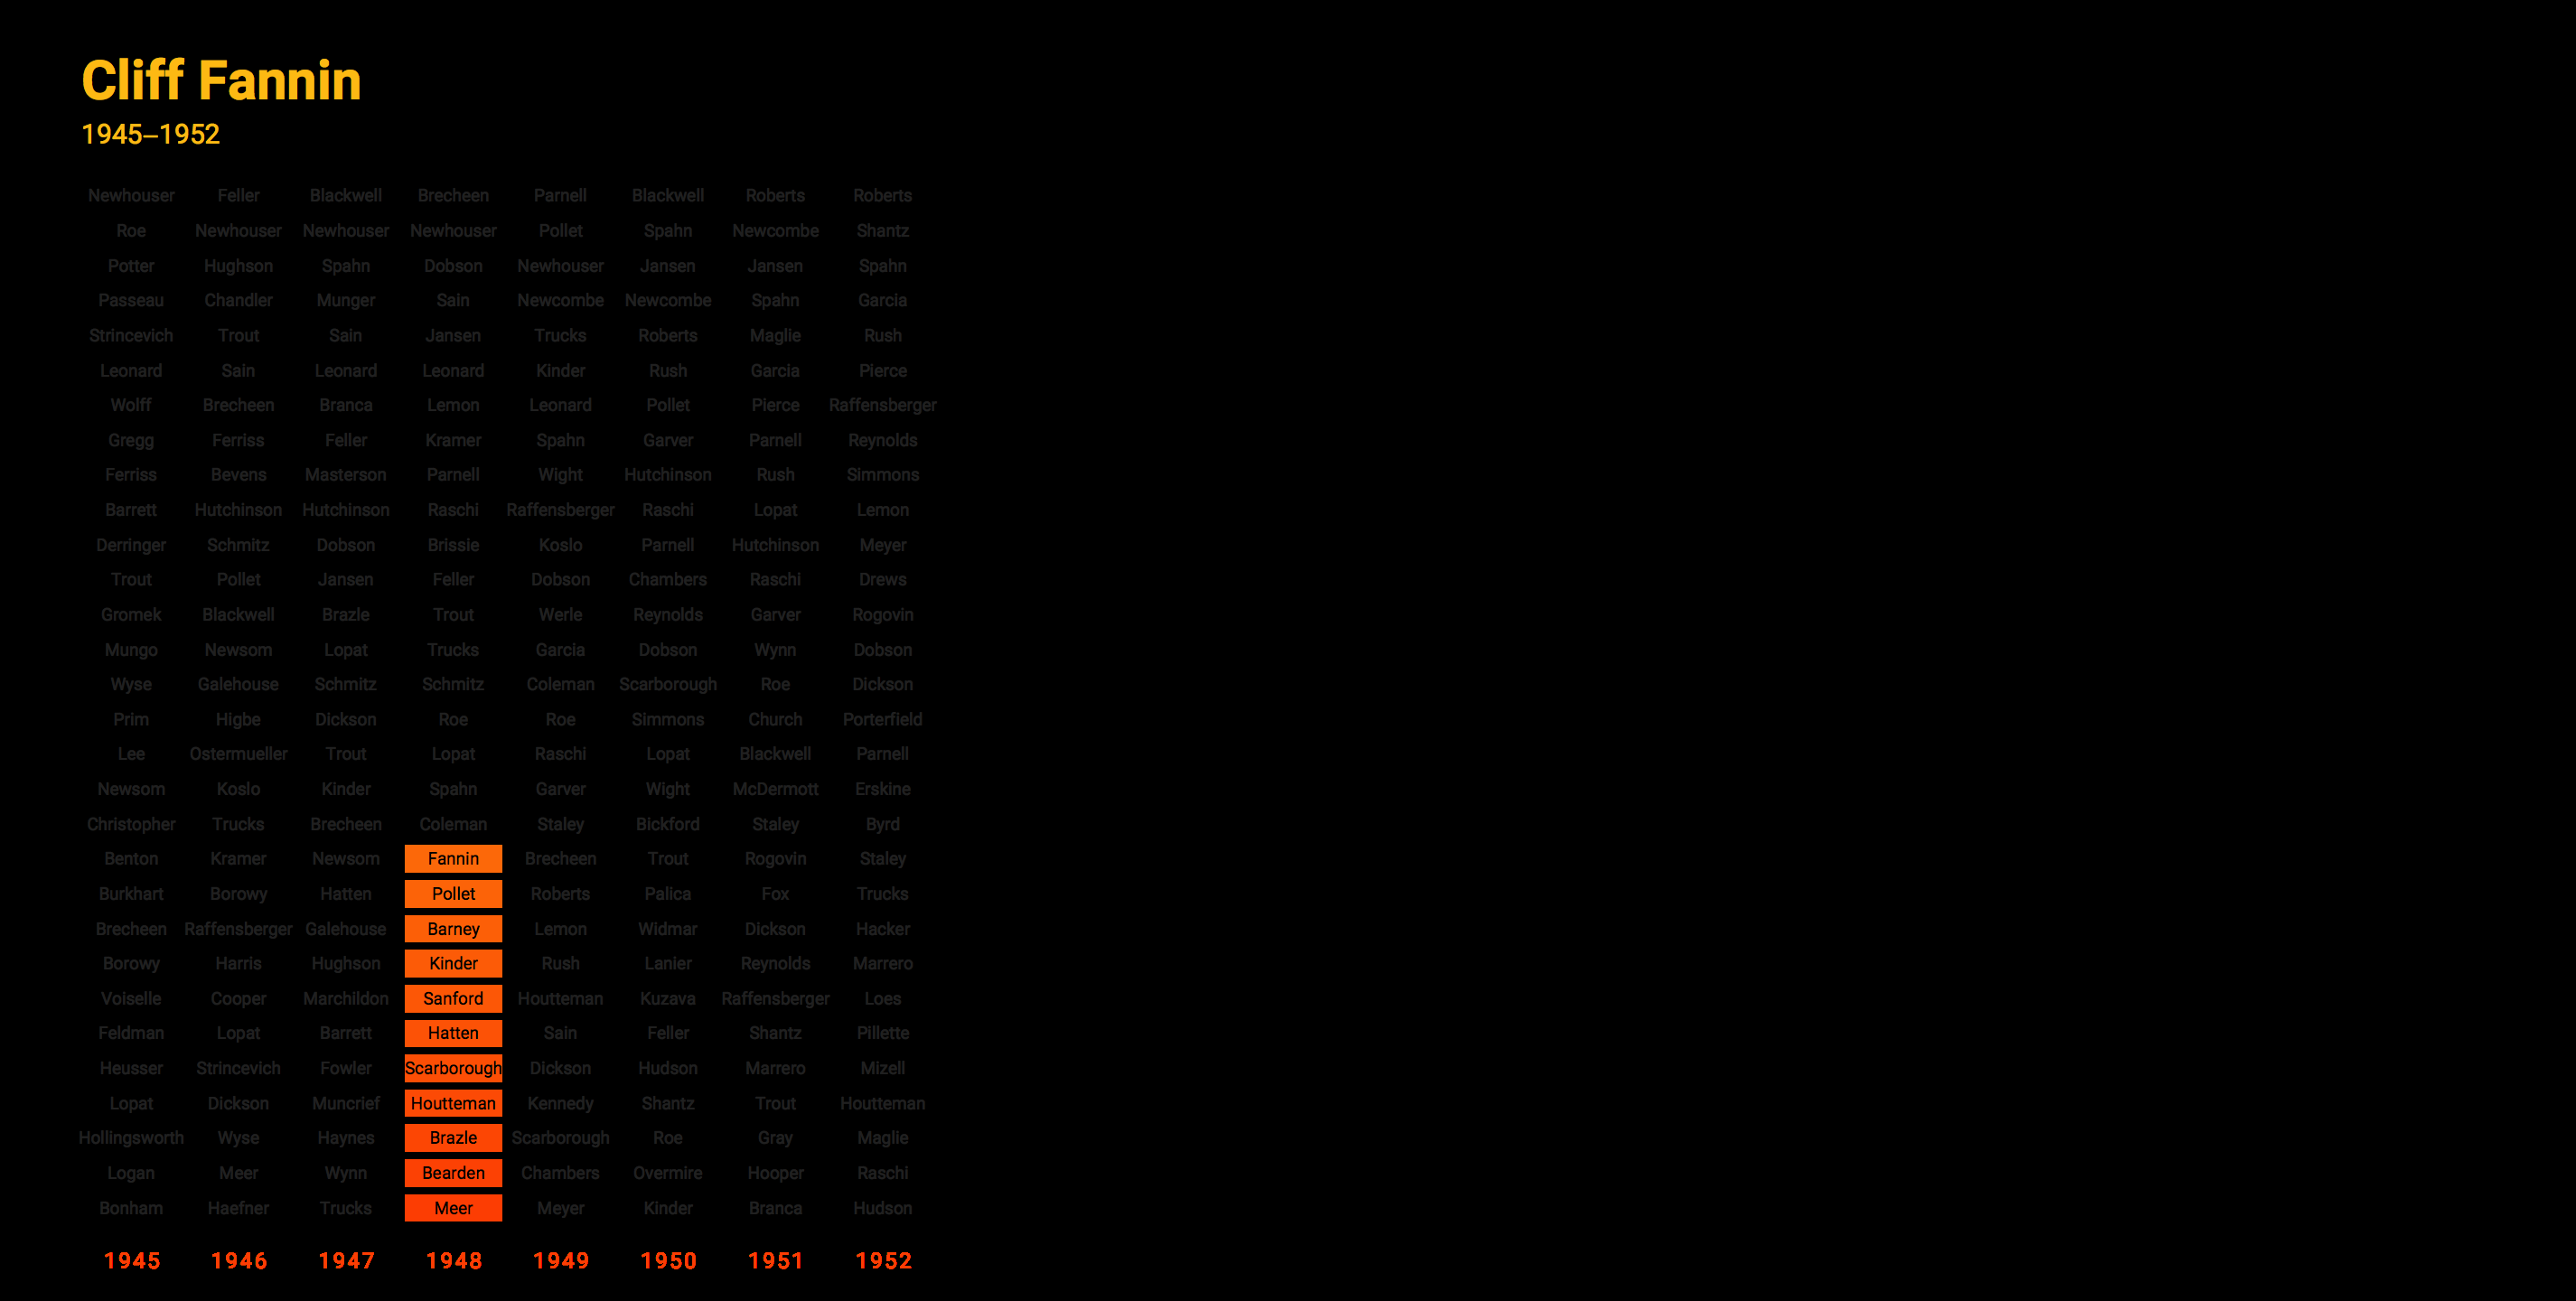 Cliff Fannin
1945–1952
Newhouser Feller Blackwell Brecheen Parnell Blackwell Roberts Roberts
Roe Newhouser Newhouser Newhouser Pollet Spahn Newcombe Shantz
Potter Hughson Spahn Dobson Newhouser Jansen Jansen Spahn
Passeau Chandler Munger Sain Newcombe Newcombe Spahn Garcia
Strincevich Trout Sain Jansen Trucks Roberts Maglie Rush
Leonard Sain Leonard Leonard Kinder Rush Garcia Pierce
Wolff Brecheen Branca Lemon Leonard Pollet Pierce Raffensberger
Gregg Ferriss Feller Kramer Spahn Garver Parnell Reynolds
Ferriss Bevens Masterson Parnell Wight Hutchinson Rush Simmons
Barrett Hutchinson Hutchinson Raschi Raffensberger Raschi Lopat Lemon
Derringer Schmitz Dobson Brissie Koslo Parnell Hutchinson Meyer
Trout Pollet Jansen Feller Dobson Chambers Raschi Drews
Gromek Blackwell Brazle Trout Werle Reynolds Garver Rogovin
Mungo Newsom Lopat Trucks Garcia Dobson Wynn Dobson
Wyse Galehouse Schmitz Schmitz Coleman Scarborough Roe Dickson
Prim Higbe Dickson Roe Roe Simmons Church Porterfield
Lee Ostermueller Trout Lopat Raschi Lopat Blackwell Parnell
Newsom Koslo Kinder Spahn Garver Wight McDermott Erskine
Christopher Trucks Brecheen Coleman Staley Bickford Staley Byrd
Benton Kramer Newsom Fannin Brecheen Trout Rogovin Staley
Burkhart Borowy Hatten Pollet Roberts Palica Fox Trucks
Brecheen Raffensberger Galehouse Barney Lemon Widmar Dickson Hacker
Borowy Harris Hughson Kinder Rush Lanier Reynolds Marrero
Voiselle Cooper Marchildon Sanford Houtteman Kuzava Raffensberger Loes
Feldman Lopat Barrett Hatten Sain Feller Shantz Pillette
Heusser Strincevich Fowler Scarborough Dickson Hudson Marrero Mizell
Lopat Dickson Muncrief Houtteman Kennedy Shantz Trout Houtteman
Hollingsworth Wyse Haynes Brazle Scarborough Roe Gray Maglie
Logan Meer Wynn Bearden Chambers Overmire Hooper Raschi
Bonham Haefner Trucks Meer Meyer Kinder Branca Hudson
1945 1946 1947 1948 1949 1950 1951 1952